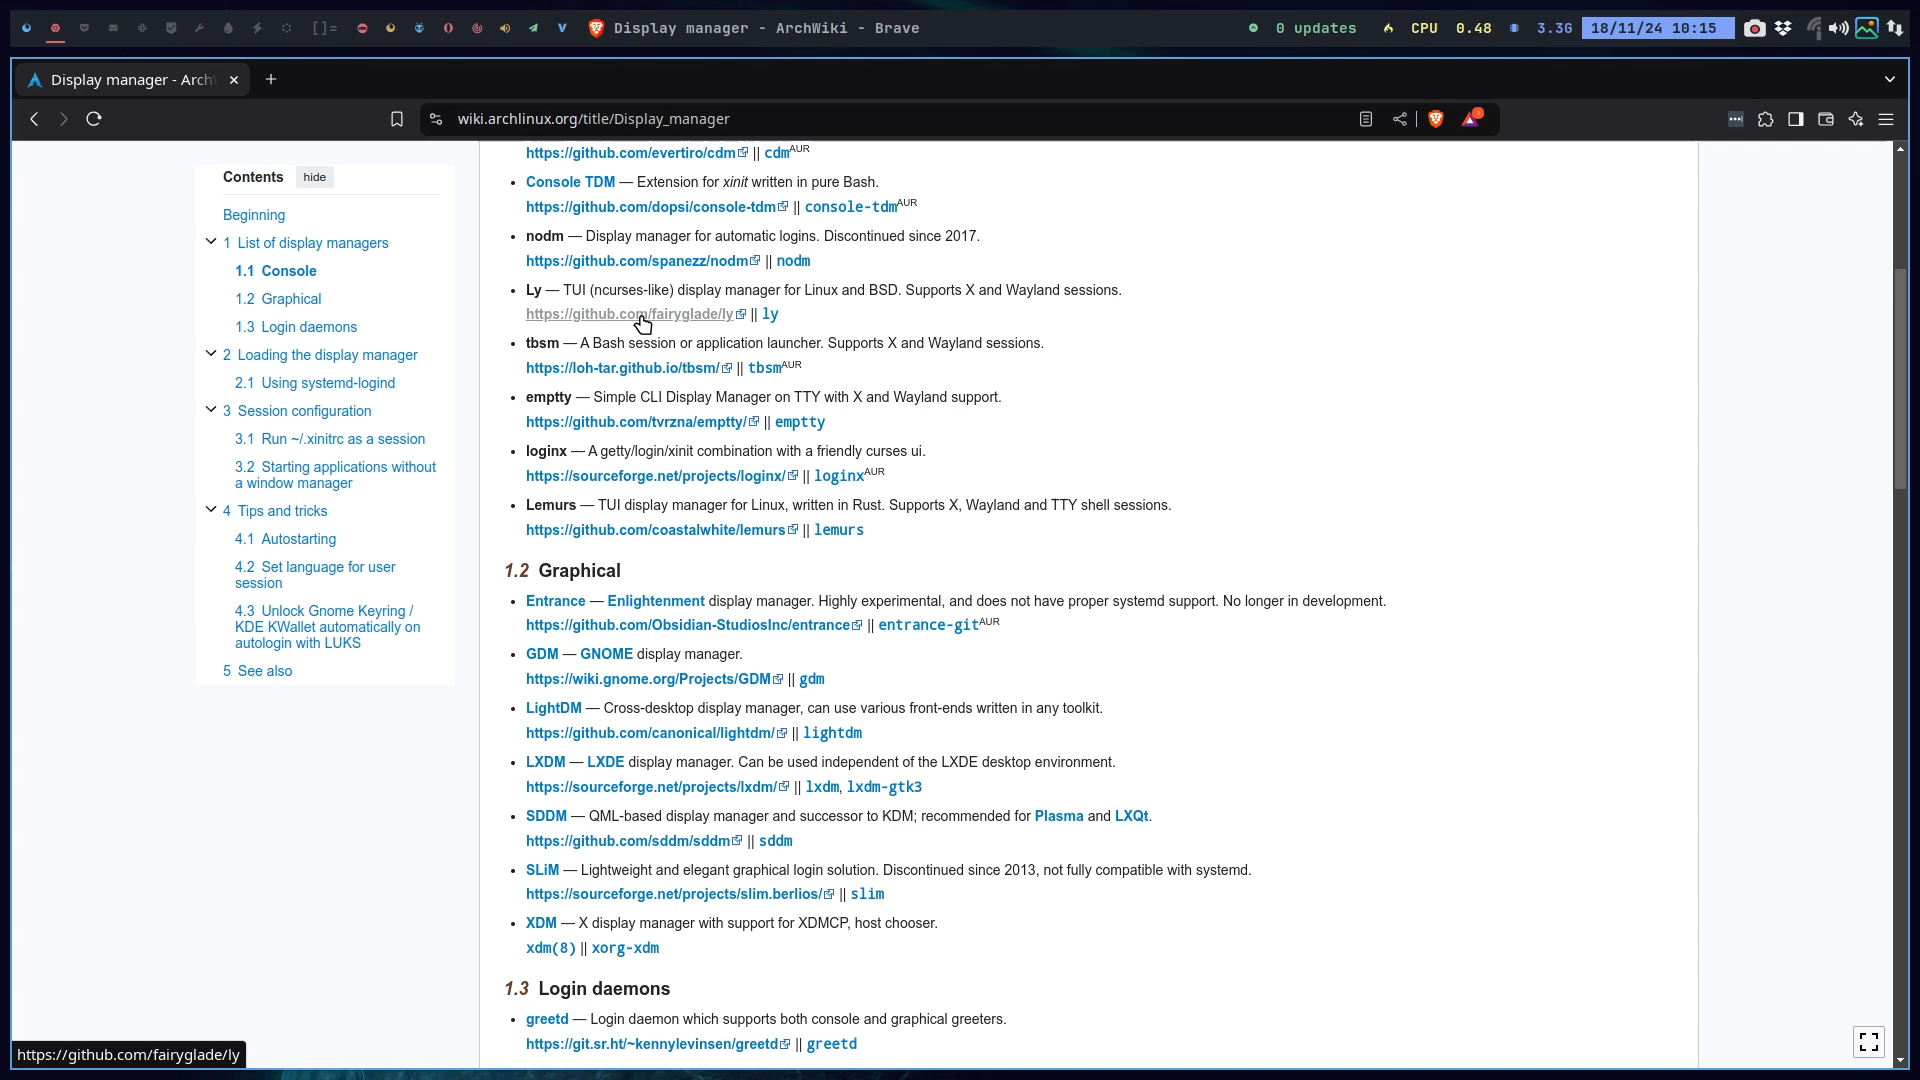 []=
Display manager - ArchWiki - Brave
0 updates
CPU 0.48
3.3G
18/11/24 10:15
Display manager - Arch
wiki.archlinux.org/title/Display_manager
Contents hide
Beginning
1 List of display managers
1.1 Console
1.2 Graphical
1.3 Login daemons
2 Loading the display manager
2.1 Using systemd-logind
3 Session configuration
3.1 Run ~/.xinitrc as a session
3.2 Starting applications without
a window manager
4 Tips and tricks
4.1 Autostarting
4.2 Set language for user
session
4.3 Unlock Gnome Keyring /
KDE KWallet automatically on
autologin with LUKS
5 See also
https://github.com/evertiro/cdm || cdmAUR
Console TDM — Extension for xinit written in pure Bash.
https://github.com/dopsi/console-tdm || console-tdmAUR
nodm — Display manager for automatic logins. Discontinued since 2017.
https://github.com/spanezz/nodm || nodm
Ly — TUI (ncurses-like) display manager for Linux and BSD. Supports X and Wayland sessions.
https://github.com/fairyglade/ly || ly
tbsm — A Bash session or application launcher. Supports X and Wayland sessions.
https://loh-tar.github.io/tbsm/ || tbsmAUR
emptty — Simple CLI Display Manager on TTY with X and Wayland support.
https://github.com/tvrzna/emptty/ || emptty
loginx — A getty/login/xinit combination with a friendly curses ui.
https://sourceforge.net/projects/loginx/ || loginxAUR
Lemurs — TUI display manager for Linux, written in Rust. Supports X, Wayland and TTY shell sessions.
https://github.com/coastalwhite/lemurs || lemurs
1.2 Graphical
Entrance — Enlightenment display manager. Highly experimental, and does not have proper systemd support. No longer in development.
https://github.com/Obsidian-StudiosInc/entrance || entrance-gitAUR
GDM — GNOME display manager.
https://wiki.gnome.org/Projects/GDM || gdm
LightDM — Cross-desktop display manager, can use various front-ends written in any toolkit.
https://github.com/canonical/lightdm/ || lightdm
LXDM — LXDE display manager. Can be used independent of the LXDE desktop environment.
https://sourceforge.net/projects/lxdm/ || lxdm, lxdm-gtk3
SDDM — QML-based display manager and successor to KDM; recommended for Plasma and LXQt.
https://github.com/sddm/sddm || sddm
SLiM — Lightweight and elegant graphical login solution. Discontinued since 2013, not fully compatible with systemd.
https://sourceforge.net/projects/slim.berlios/ || slim
XDM — X display manager with support for XDMCP, host chooser.
xdm(8) || xorg-xdm
1.3 Login daemons
greetd — Login daemon which supports both console and graphical greeters.
https://git.sr.ht/~kennylevinsen/greetd || greetd
https://github.com/fairyglade/ly